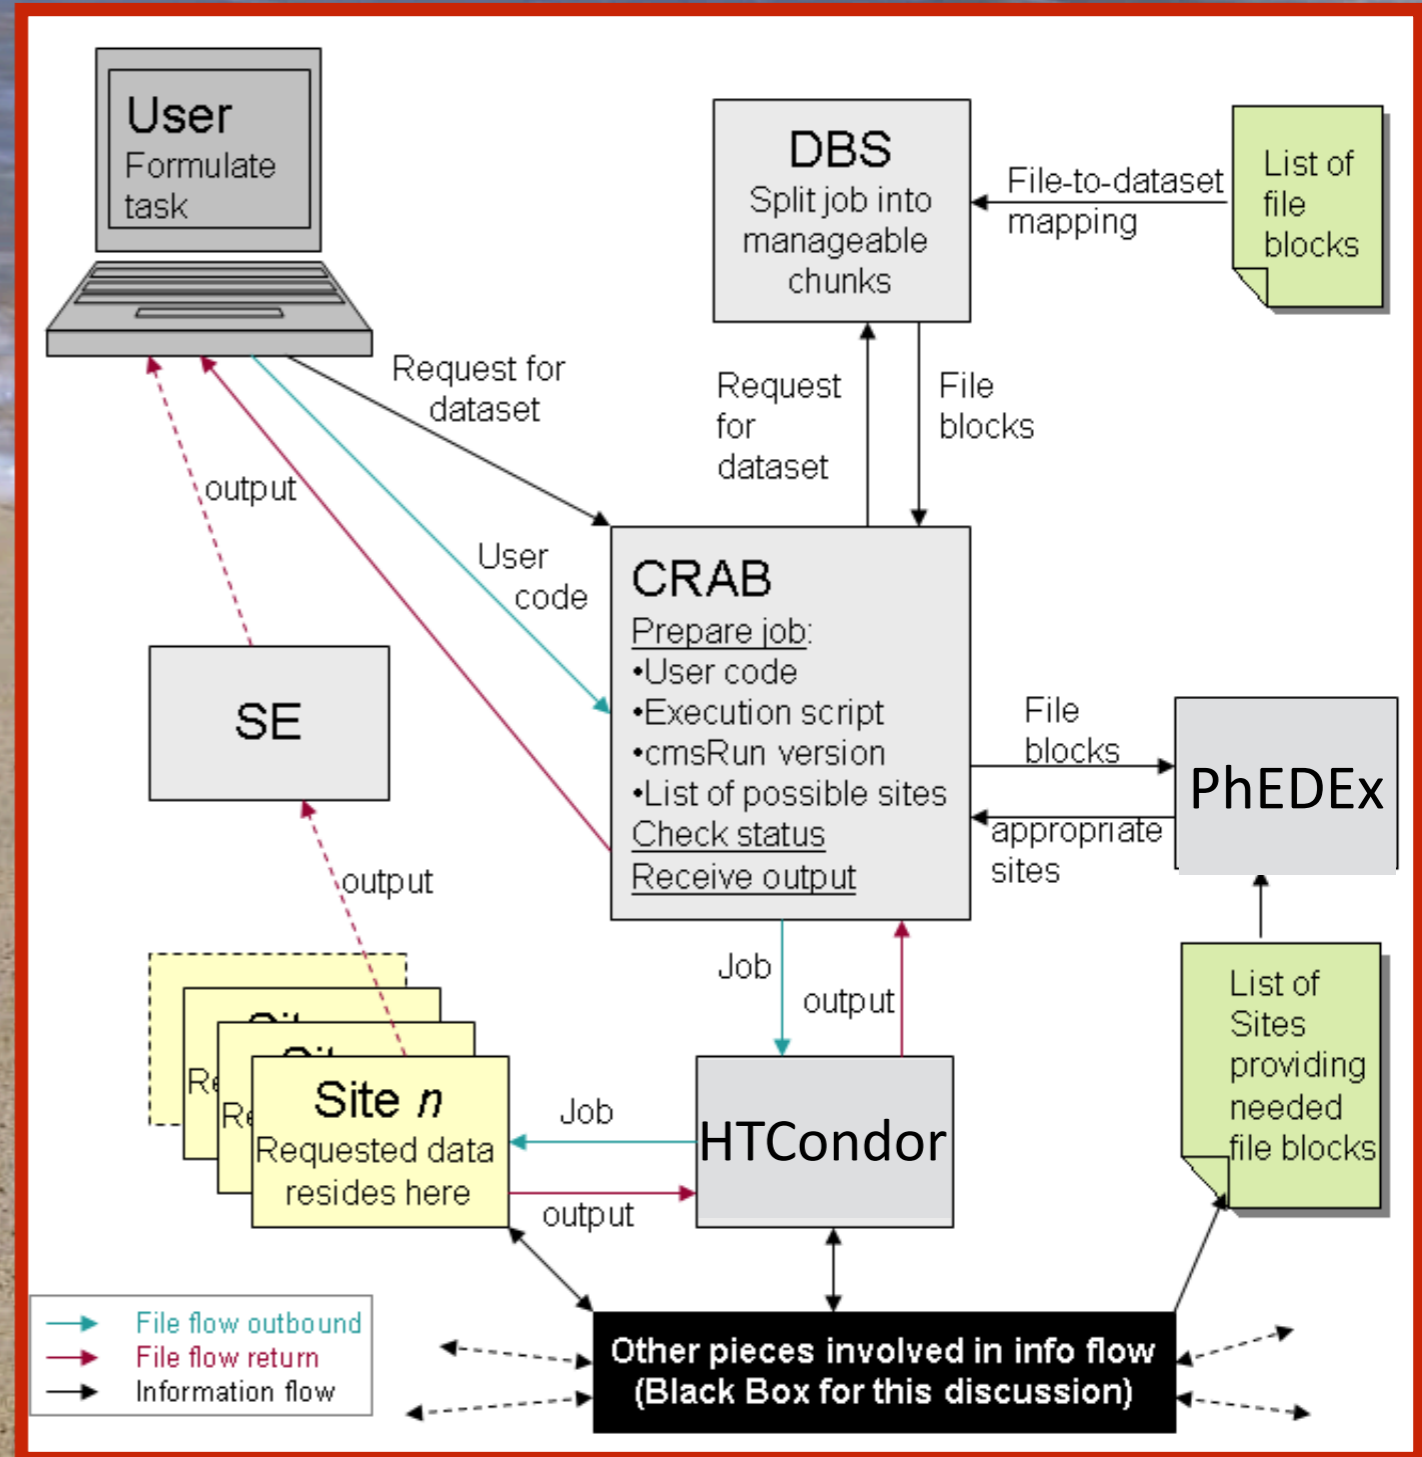 User
Formulate
task
DBS
Split job into
manageable
chunks
File-to-dataset
mapping
List of
file
blocks
Request for
dataset
Request
for
dataset
File
blocks
output
User
code
CRAB
Prepare job:
•User code
•Execution script
•cmsRun version
•List of possible sites
Check status
Receive output
SE
File
blocks
PhEDEx
appropriate
sites
output
Job
output
List of
Sites
providing
needed
file blocks
Re
Re
Site n
Requested data
resides here
Job
output
HTCondor
File flow outbound
File flow return
Information flow
Other pieces involved in info flow
(Black Box for this discussion)